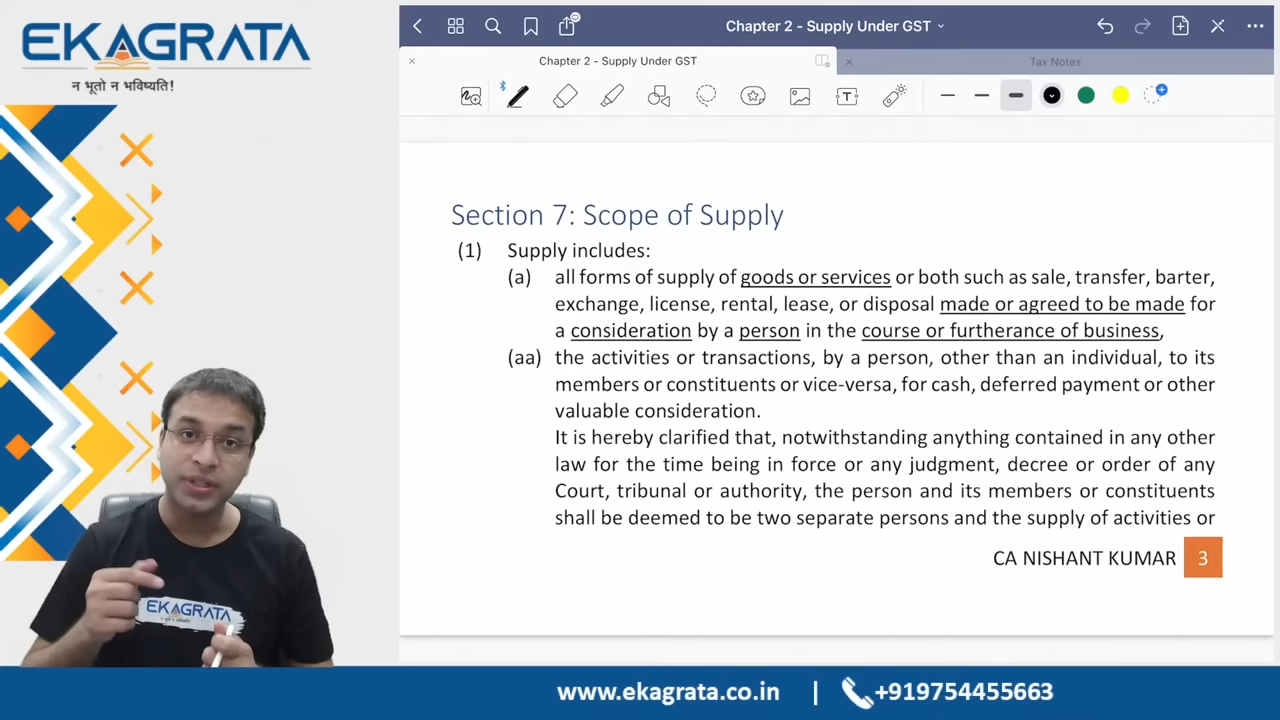 EKAGRATA
न भूतो न भविष्यति!
Chapter 2 - Supply Under GST
Chapter 2 - Supply Under GST
Tax Notes
Section 7: Scope of Supply
(1) Supply includes:
(a) all forms of supply of goods or services or both such as sale, transfer, barter,
exchange, license, rental, lease, or disposal made or agreed to be made for
a consideration by a person in the course or furtherance of business,
(aa) the activities or transactions, by a person, other than an individual, to its
members or constituents or vice-versa, for cash, deferred payment or other
valuable consideration.
It is hereby clarified that, notwithstanding anything contained in any other
law for the time being in force or any judgment, decree or order of any
Court, tribunal or authority, the person and its members or constituents
shall be deemed to be two separate persons and the supply of activities or
CA NISHANT KUMAR 3
EKAGRATA
www.ekagrata.co.in | +919754455663